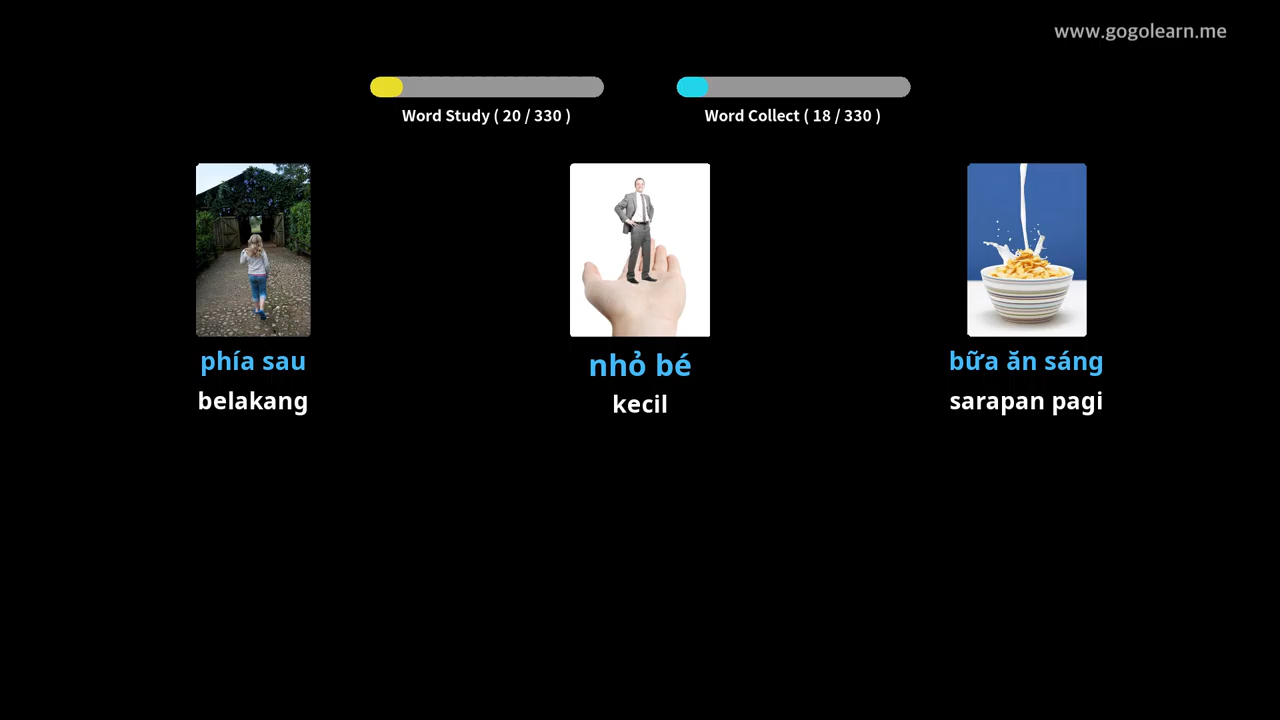 www.gogolearn.me
Word Study ( 20 / 330 )
Word Collect ( 18 / 330 )
phía sau
belakang
nhỏ bé
kecil
bữa ăn sáng
sarapan pagi